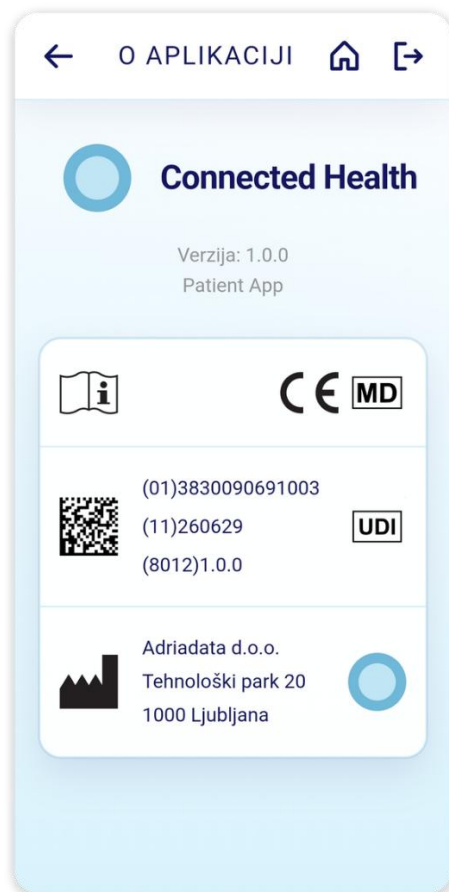 O APLIKACIJI
Connected Health
Verzija: 1.0.0
Patient App
i
CE MD
(01)3830090691003
(11)260629
(8012)1.0.0
UDI
Adriadata d.o.o.
Tehnološki park 20
1000 Ljubljana